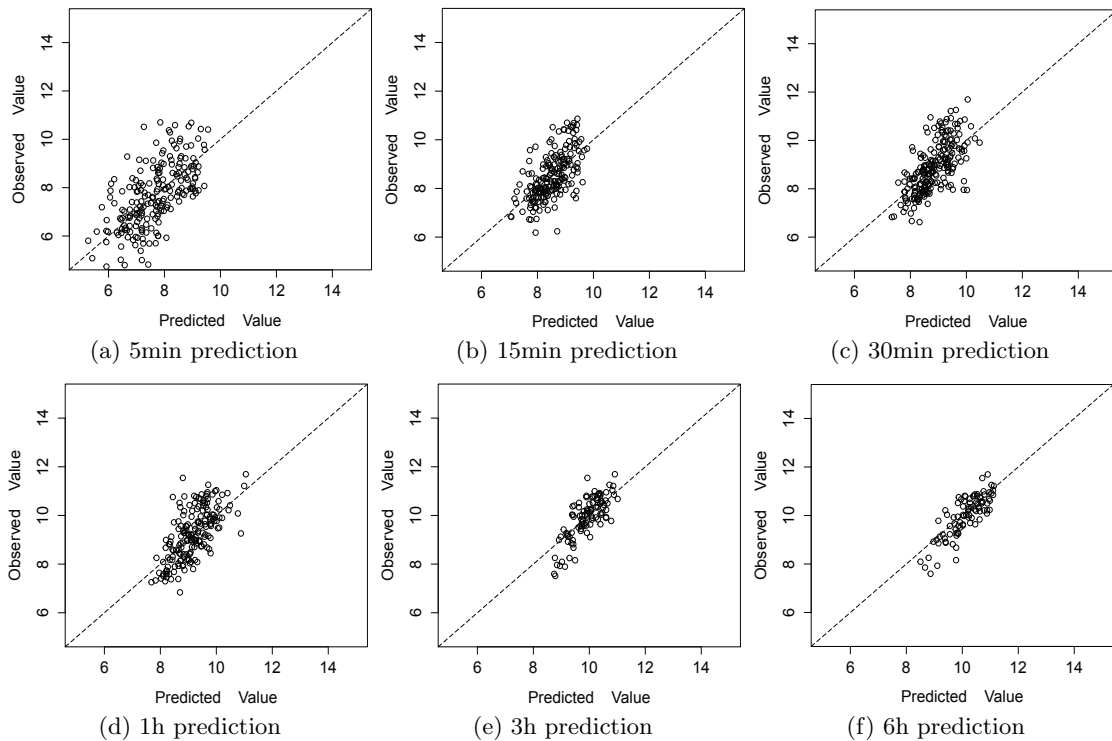 14
12
10
8
6
Observed Value
6 8 10 12 14
Predicted Value
(a) 5min prediction
14
12
10
8
6
Observed Value
6 8 10 12 14
Predicted Value
(b) 15min prediction
14
12
10
8
6
Observed Value
6 8 10 12 14
Predicted Value
(c) 30min prediction
14
12
10
8
6
Observed Value
6 8 10 12 14
Predicted Value
(d) 1h prediction
14
12
10
8
6
Observed Value
6 8 10 12 14
Predicted Value
(e) 3h prediction
14
12
10
8
6
Observed Value
6 8 10 12 14
Predicted Value
(f) 6h prediction